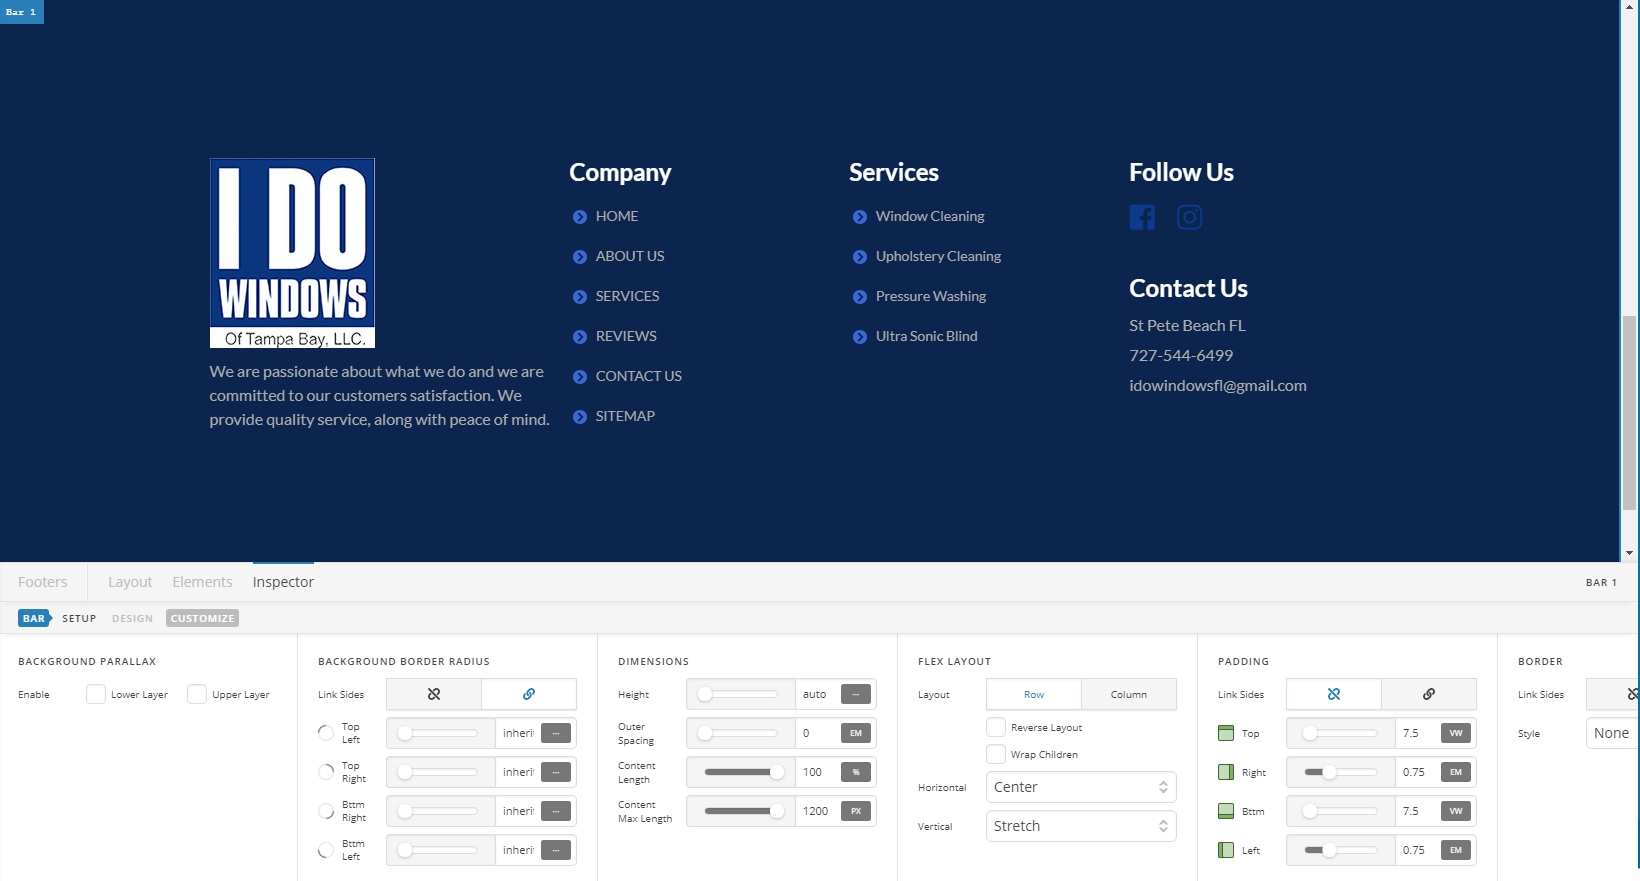 Bar 1
I DO
WINDOWS
Of Tampa Bay, LLC.
We are passionate about what we do and we are
committed to our customers satisfaction. We
provide quality service, along with peace of mind.
Company
HOME
ABOUT US
SERVICES
REVIEWS
CONTACT US
SITEMAP
Services
Window Cleaning
Upholstery Cleaning
Pressure Washing
Ultra Sonic Blind
Follow Us
Contact Us
St Pete Beach FL
727-544-6499
idowindowsfl@gmail.com
Footers Layout Elements Inspector BAR 1
BAR SETUP DESIGN CUSTOMIZE
BACKGROUND PARALLAX
Enable Lower Layer Upper Layer
BACKGROUND BORDER RADIUS
Link Sides
Top
Left inheri ...
Top
Right inheri ...
Bttm
Right inheri ...
Bttm
Left inheri ...
DIMENSIONS
Height auto ...
Outer
Spacing 0 EM
Content
Length 100 %
Content
Max Length 1200 PX
FLEX LAYOUT
Layout Row Column
Reverse Layout
Wrap Children
Horizontal Center
Vertical Stretch
PADDING
Link Sides
Top 7.5 VW
Right 0.75 EM
Bttm 7.5 VW
Left 0.75 EM
BORDER
Link Sides
Style None